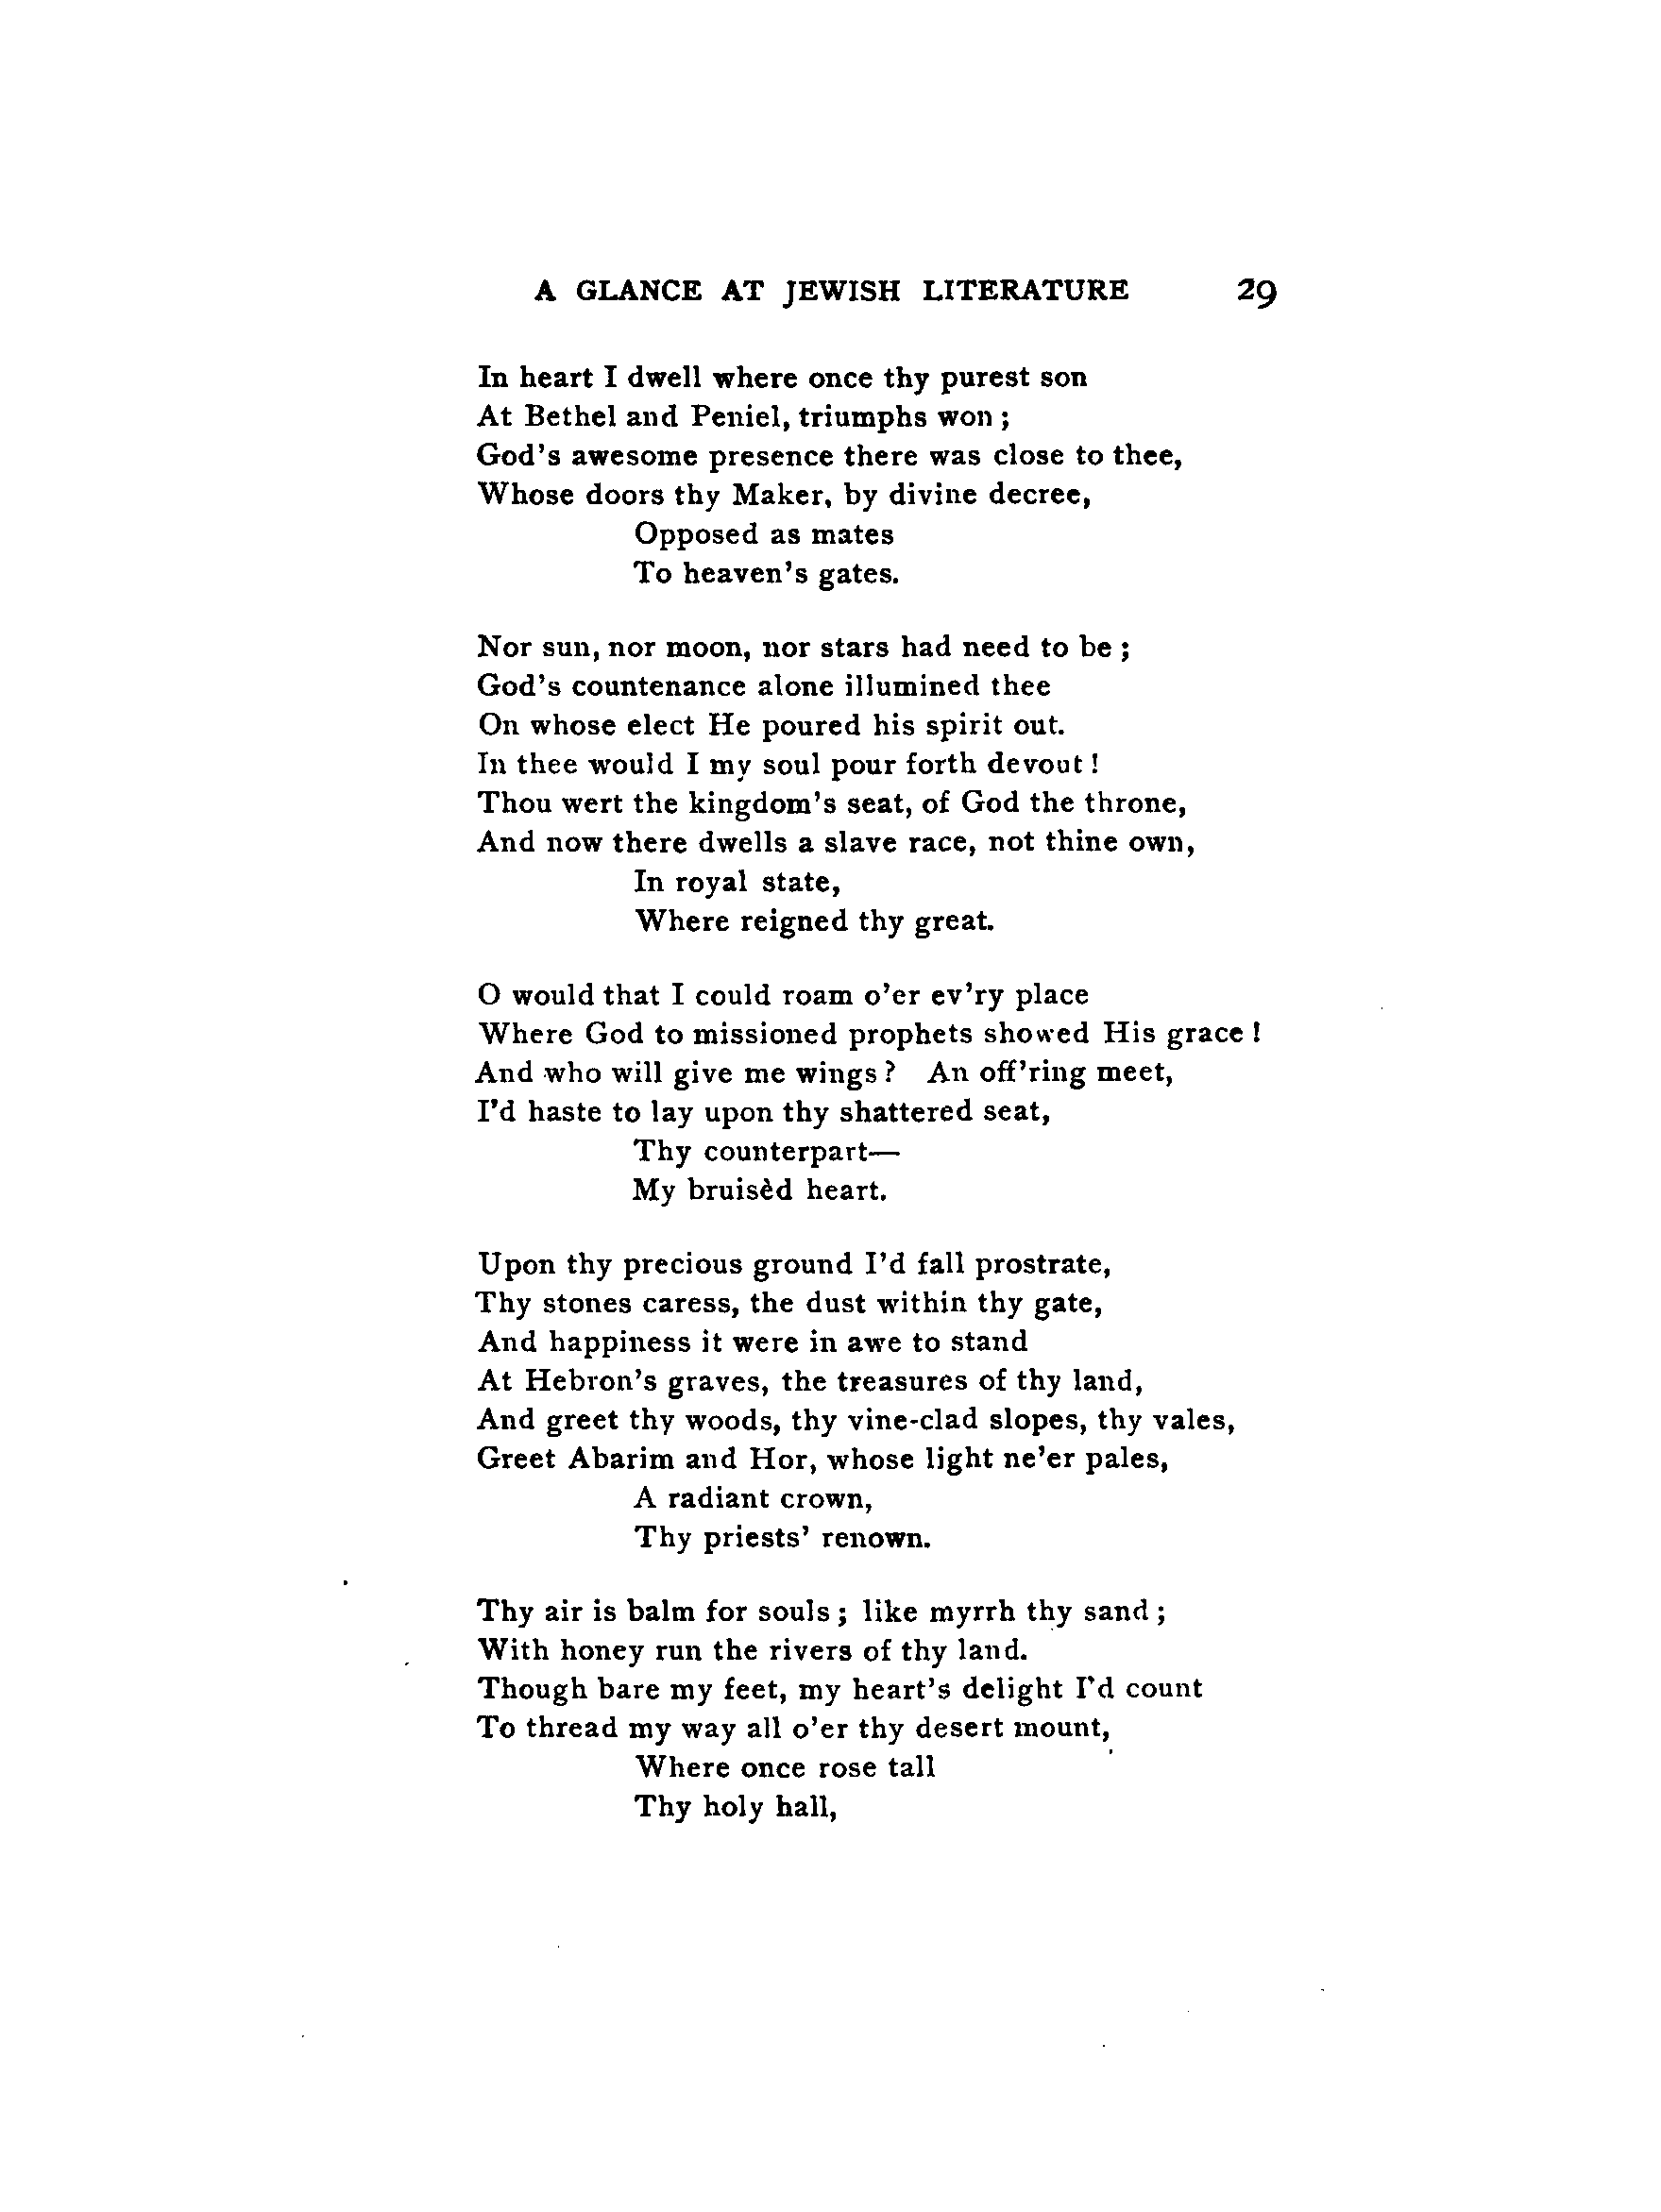 A GLANCE AT JEWISH LITERATURE 29
In heart I dwell where once thy purest son
At Bethel and Peniel, triumphs won ;
God's awesome presence there was close to thee,
Whose doors thy Maker, by divine decree,
Opposed as mates
To heaven's gates.
Nor sun, nor moon, nor stars had need to be ;
God's countenance alone illumined thee
On whose elect He poured his spirit out.
In thee would I my soul pour forth devout !
Thou wert the kingdom's seat, of God the throne,
And now there dwells a slave race, not thine own,
In royal state,
Where reigned thy great.
O would that I could roam o'er ev'ry place
Where God to missioned prophets showed His grace !
And who will give me wings ? An off'ring meet,
I'd haste to lay upon thy shattered seat,
Thy counterpart—
My bruisèd heart.
Upon thy precious ground I'd fall prostrate,
Thy stones caress, the dust within thy gate,
And happiness it were in awe to stand
At Hebron's graves, the treasures of thy land,
And greet thy woods, thy vine-clad slopes, thy vales,
Greet Abarim and Hor, whose light ne'er pales,
A radiant crown,
Thy priests' renown.
Thy air is balm for souls ; like myrrh thy sand ;
With honey run the rivers of thy land.
Though bare my feet, my heart's delight I'd count
To thread my way all o'er thy desert mount,
Where once rose tall
Thy holy hall,